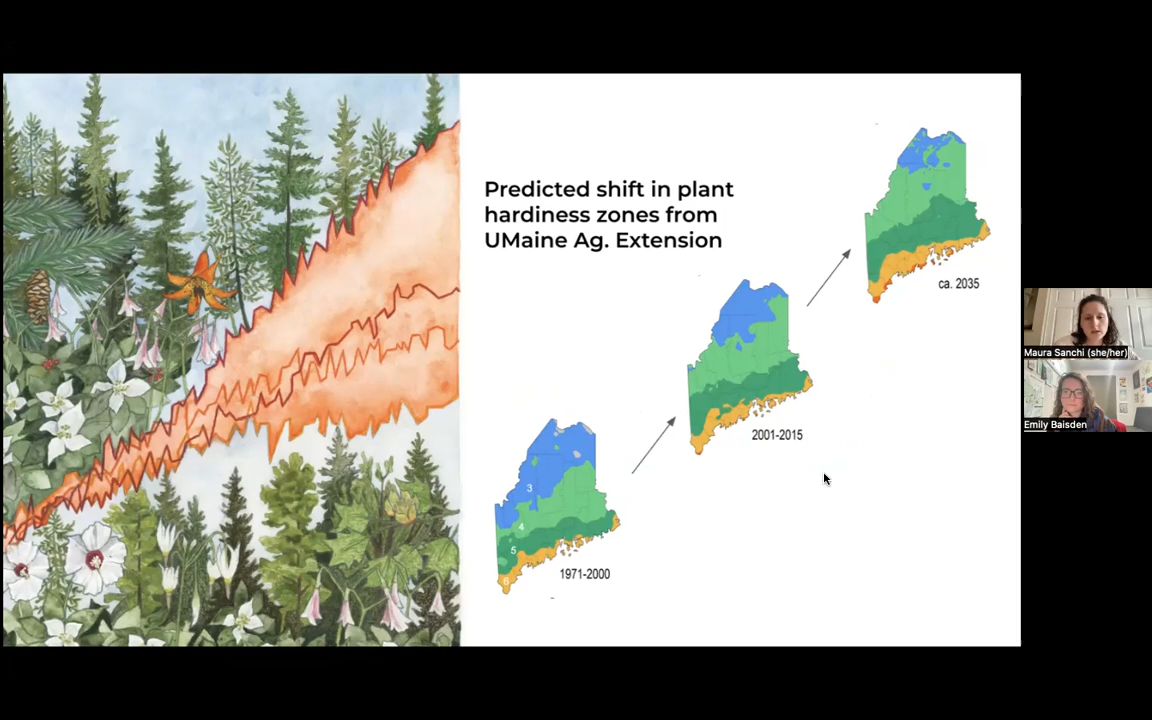 Predicted shift in plant
hardiness zones from
UMaine Ag. Extension
ca. 2035
2001-2015
1971-2000
3
4
5
6
Maura Sanchi (she/her)
Emily Baisden